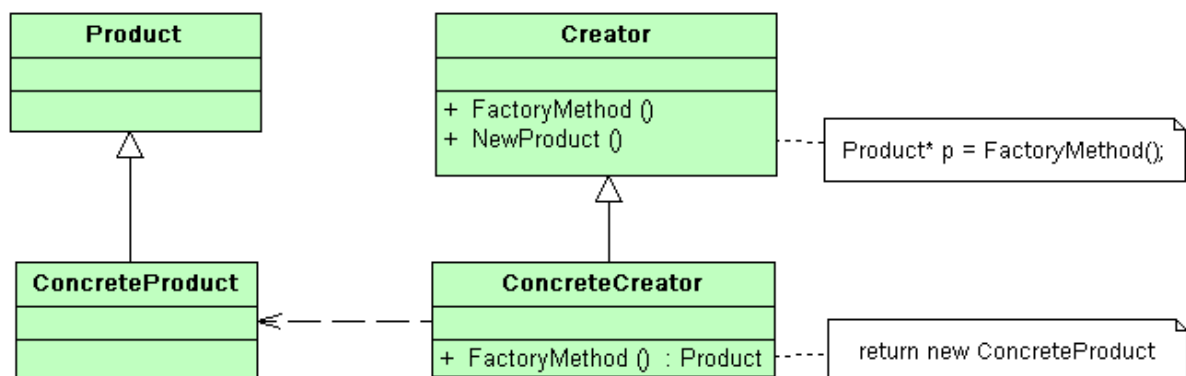 Product
Creator
+ FactoryMethod ()
+ NewProduct ()
Product* p = FactoryMethod();
ConcreteProduct
ConcreteCreator
+ FactoryMethod () : Product
return new ConcreteProduct